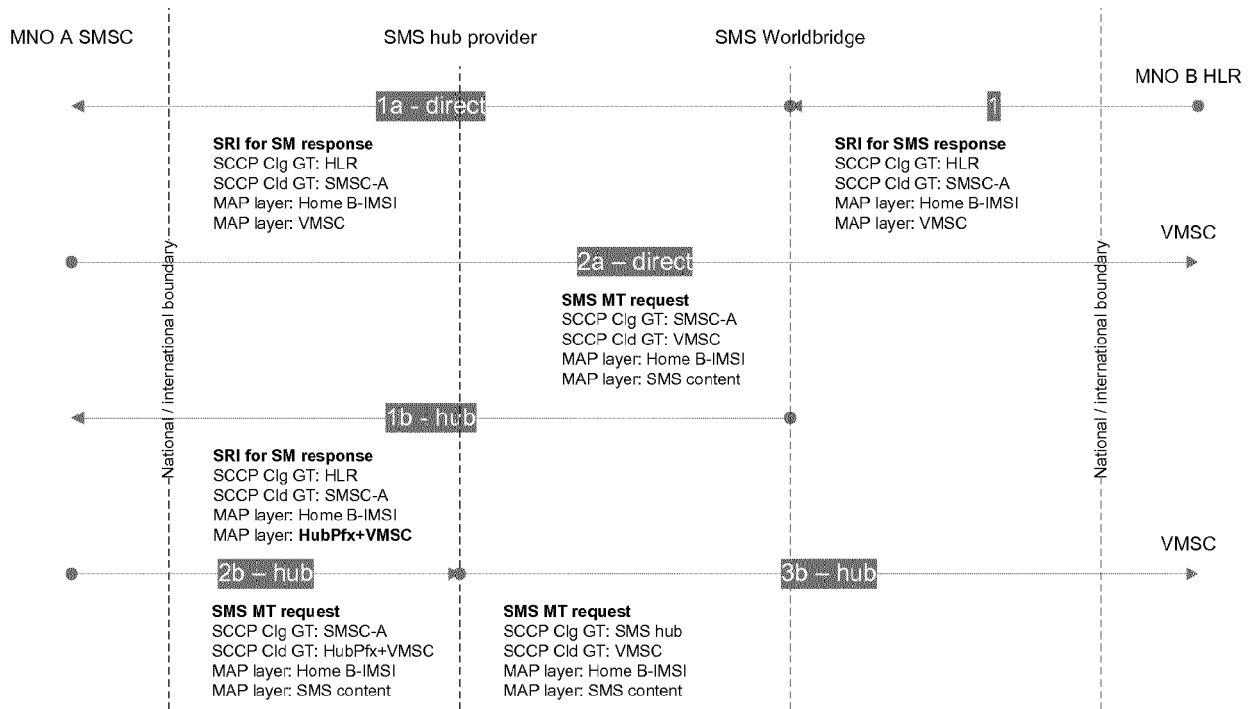 MNO A SMSC
SMS hub provider
SMS Worldbridge
MNO B HLR
1a - direct
1
SRI for SM response
SCCP Clg GT: HLR
SCCP Cld GT: SMSC-A
MAP layer: Home B-IMSI
MAP layer: VMSC
SRI for SMS response
SCCP Clg GT: HLR
SCCP Cld GT: SMSC-A
MAP layer: Home B-IMSI
MAP layer: VMSC
VMSC
2a – direct
National / international boundary
National / international boundary
SMS MT request
SCCP Clg GT: SMSC-A
SCCP Cld GT: VMSC
MAP layer: Home B-IMSI
MAP layer: SMS content
1b - hub
SRI for SM response
SCCP Clg GT: HLR
SCCP Cld GT: SMSC-A
MAP layer: Home B-IMSI
MAP layer: HubPfx+VMSC
VMSC
2b – hub
3b – hub
SMS MT request
SCCP Clg GT: SMSC-A
SCCP Cld GT: HubPfx+VMSC
MAP layer: Home B-IMSI
MAP layer: SMS content
SMS MT request
SCCP Clg GT: SMS hub
SCCP Cld GT: VMSC
MAP layer: Home B-IMSI
MAP layer: SMS content